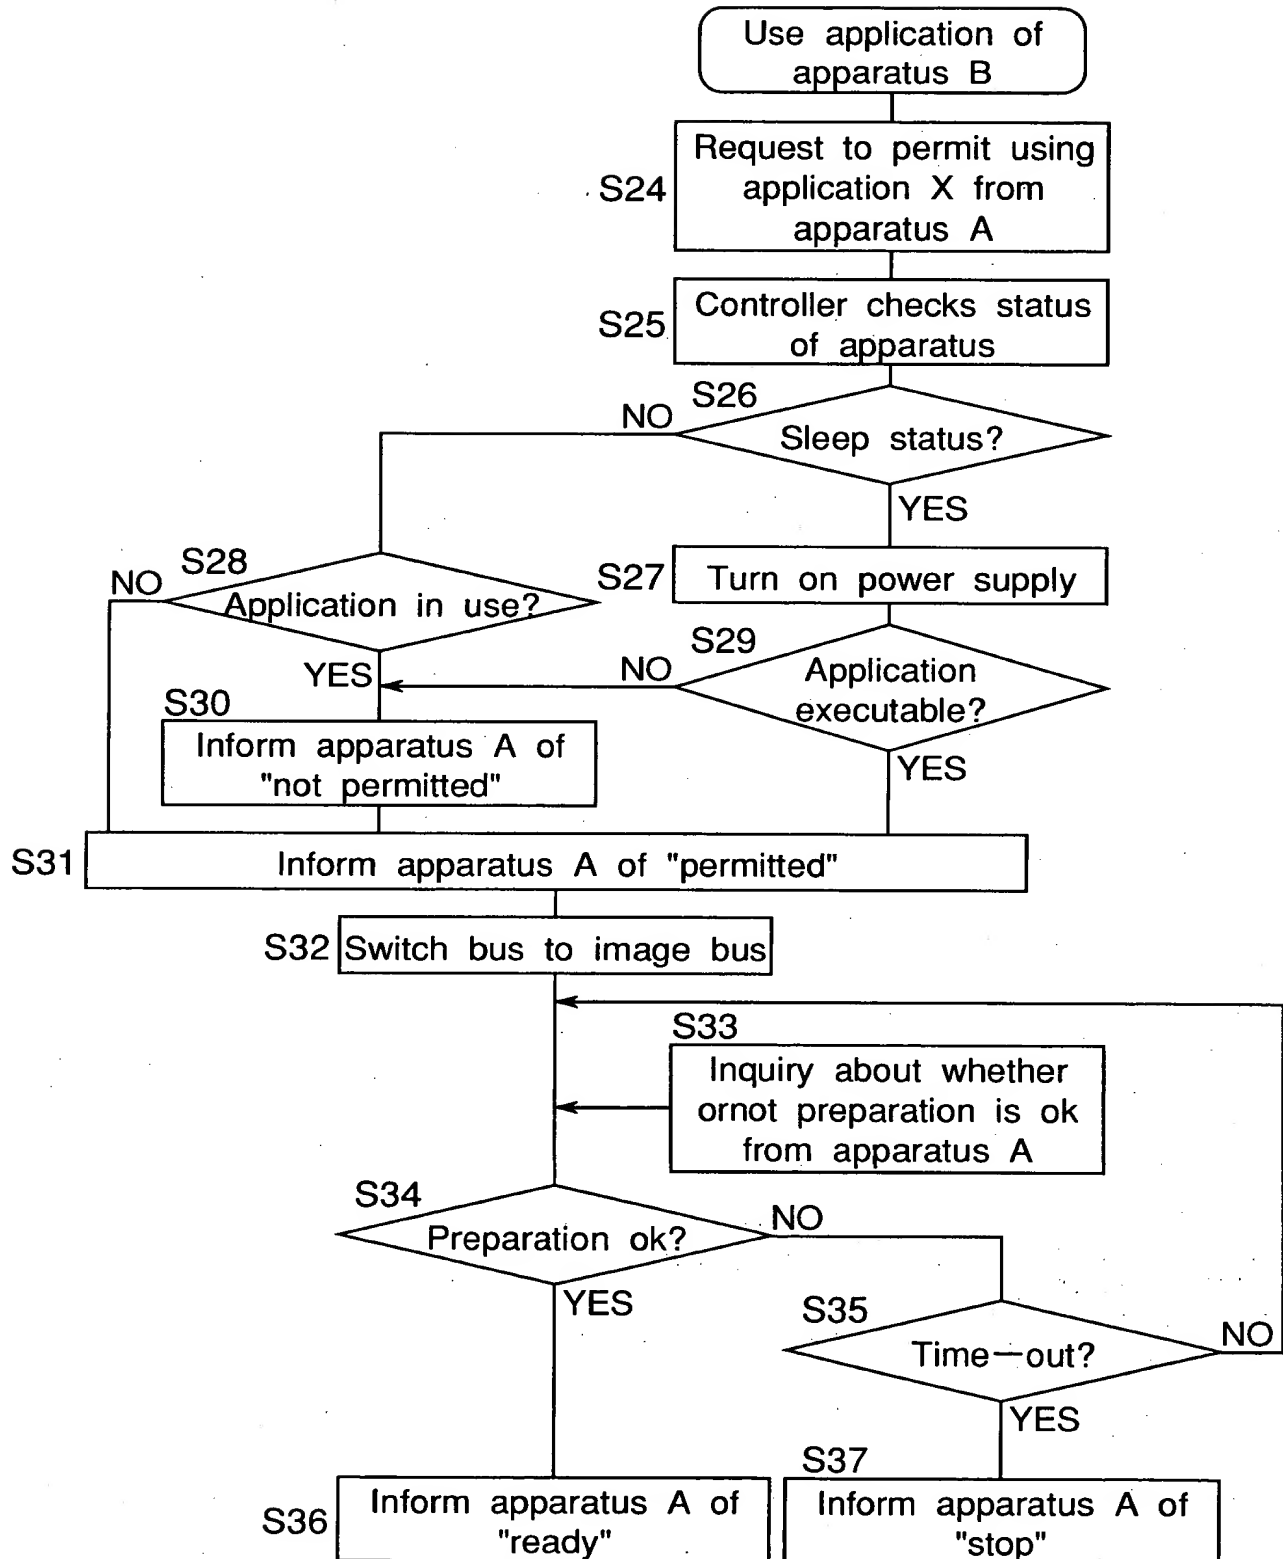 Use application of
apparatus B
Request to permit using
S24
application X from
apparatus A
Controller checks status
S25
of apparatus
S26
NO
Sleep status?
YES
S28
NO
Application in use?
S27
Turn on power supply
S29
YES
NO
Application
executable?
YES
S30
Inform apparatus A of
"not permitted"
S31
Inform apparatus A of "permitted"
S32
Switch bus to image bus
S33
Inquiry about whether
ornot preparation is ok
from apparatus A
S34
Preparation ok?
NO
YES
S35
Time—out?
NO
YES
S36
Inform apparatus A of
"ready"
S37
Inform apparatus A of
"stop"